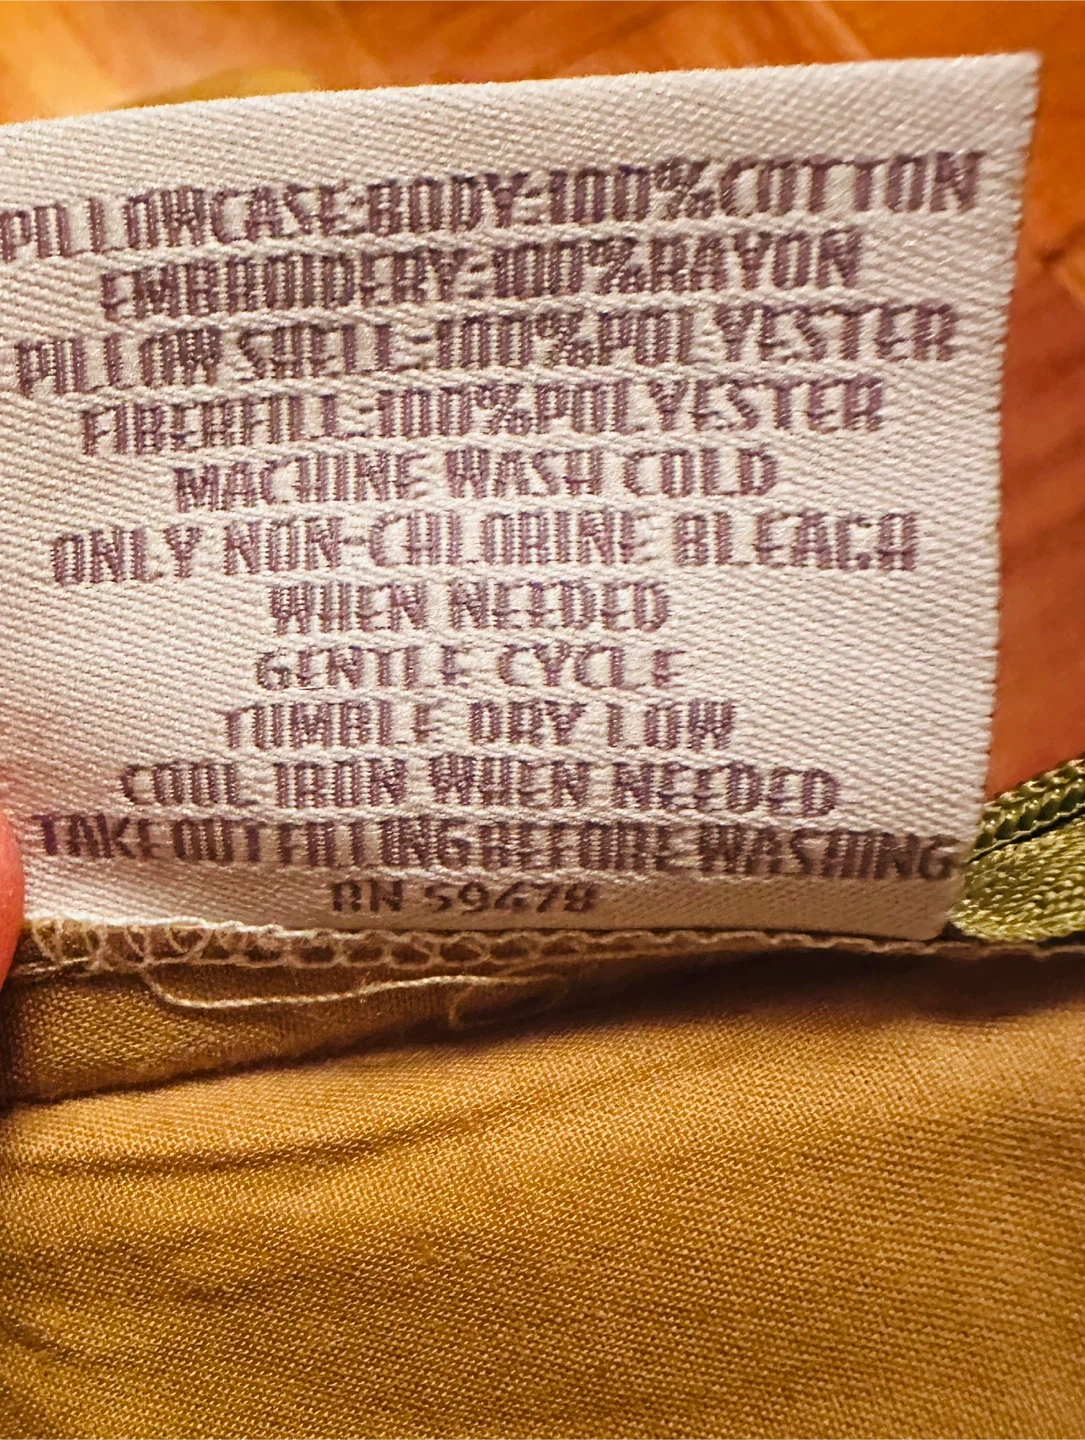 PILLOWCASE:BODY:100%COTTON
EMBROIDERY:100%RAYON
PILLOW SHELL:100%POLYESTER
FIBERFILL:100%POLYESTER
MACHINE WASH COLD
ONLY NON-CHLORINE BLEACH
WHEN NEEDED
GENTLE CYCLE
TUMBLE DRY LOW
COOL IRON WHEN NEEDED
TAKE OUT FILLING BEFORE WASHING
RN 59478